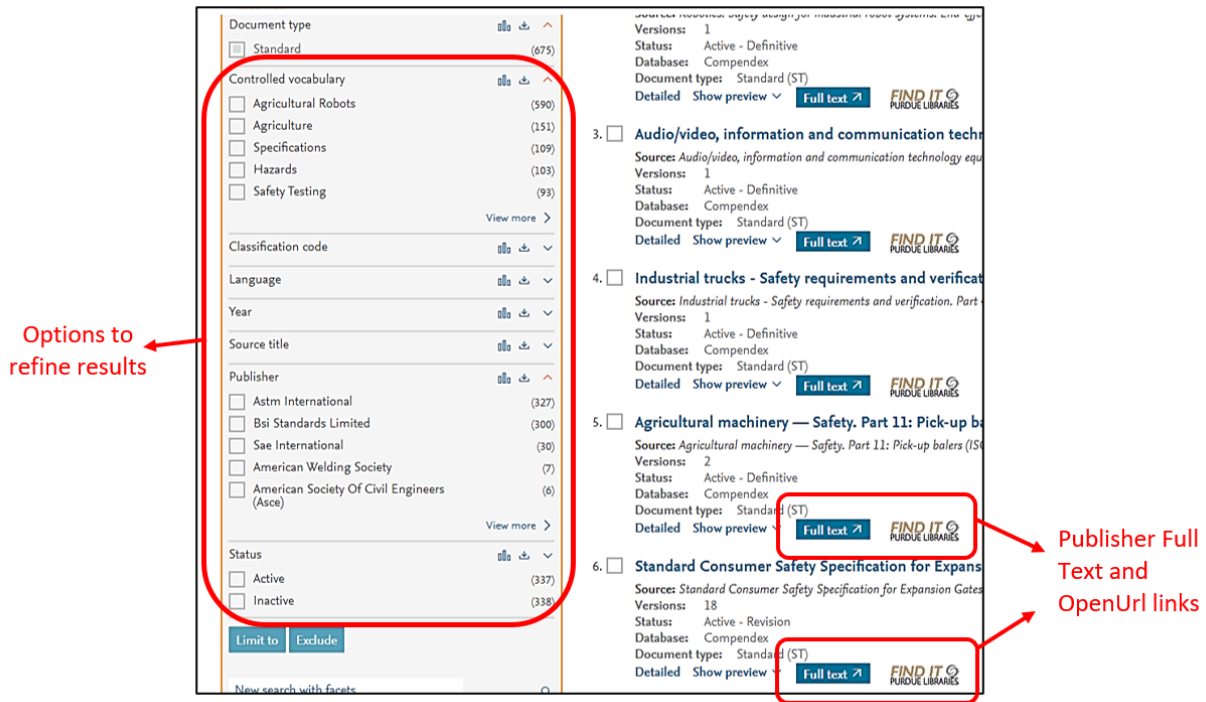 Document type
Standard (675)
Controlled vocabulary
Agricultural Robots (590)
Agriculture (151)
Specifications (109)
Hazards (103)
Safety Testing (93)
View more
Classification code
Language
Year
Source title
Publisher
Astm International (327)
Bsi Standards Limited (300)
Sae International (30)
American Welding Society (7)
American Society Of Civil Engineers (6)
(Asce)
View more
Status
Active (337)
Inactive (338)
Limit to Exclude
New search with facets
Options to
refine results
Source: Robotics. Safety design for industrial robot systems. End-effe
Versions: 1
Status: Active - Definitive
Database: Compendex
Document type: Standard (ST)
Detailed Show preview Full text FIND IT
PURDUE LIBRARIES
3. Audio/video, information and communication techn
Source: Audio/video, information and communication technology equ
Versions: 1
Status: Active - Definitive
Database: Compendex
Document type: Standard (ST)
Detailed Show preview Full text FIND IT
PURDUE LIBRARIES
4. Industrial trucks - Safety requirements and verificat
Source: Industrial trucks - Safety requirements and verification. Part
Versions: 1
Status: Active - Definitive
Database: Compendex
Document type: Standard (ST)
Detailed Show preview Full text FIND IT
PURDUE LIBRARIES
5. Agricultural machinery — Safety. Part 11: Pick-up ba
Source: Agricultural machinery — Safety. Part 11: Pick-up balers (ISO
Versions: 2
Status: Active - Definitive
Database: Compendex
Document type: Standard (ST)
Detailed Show preview Full text FIND IT
PURDUE LIBRARIES
6. Standard Consumer Safety Specification for Expans
Source: Standard Consumer Safety Specification for Expansion Gates
Versions: 18
Status: Active - Revision
Database: Compendex
Document type: Standard (ST)
Detailed Show preview Full text FIND IT
PURDUE LIBRARIES
Publisher Full
Text and
OpenUrl links